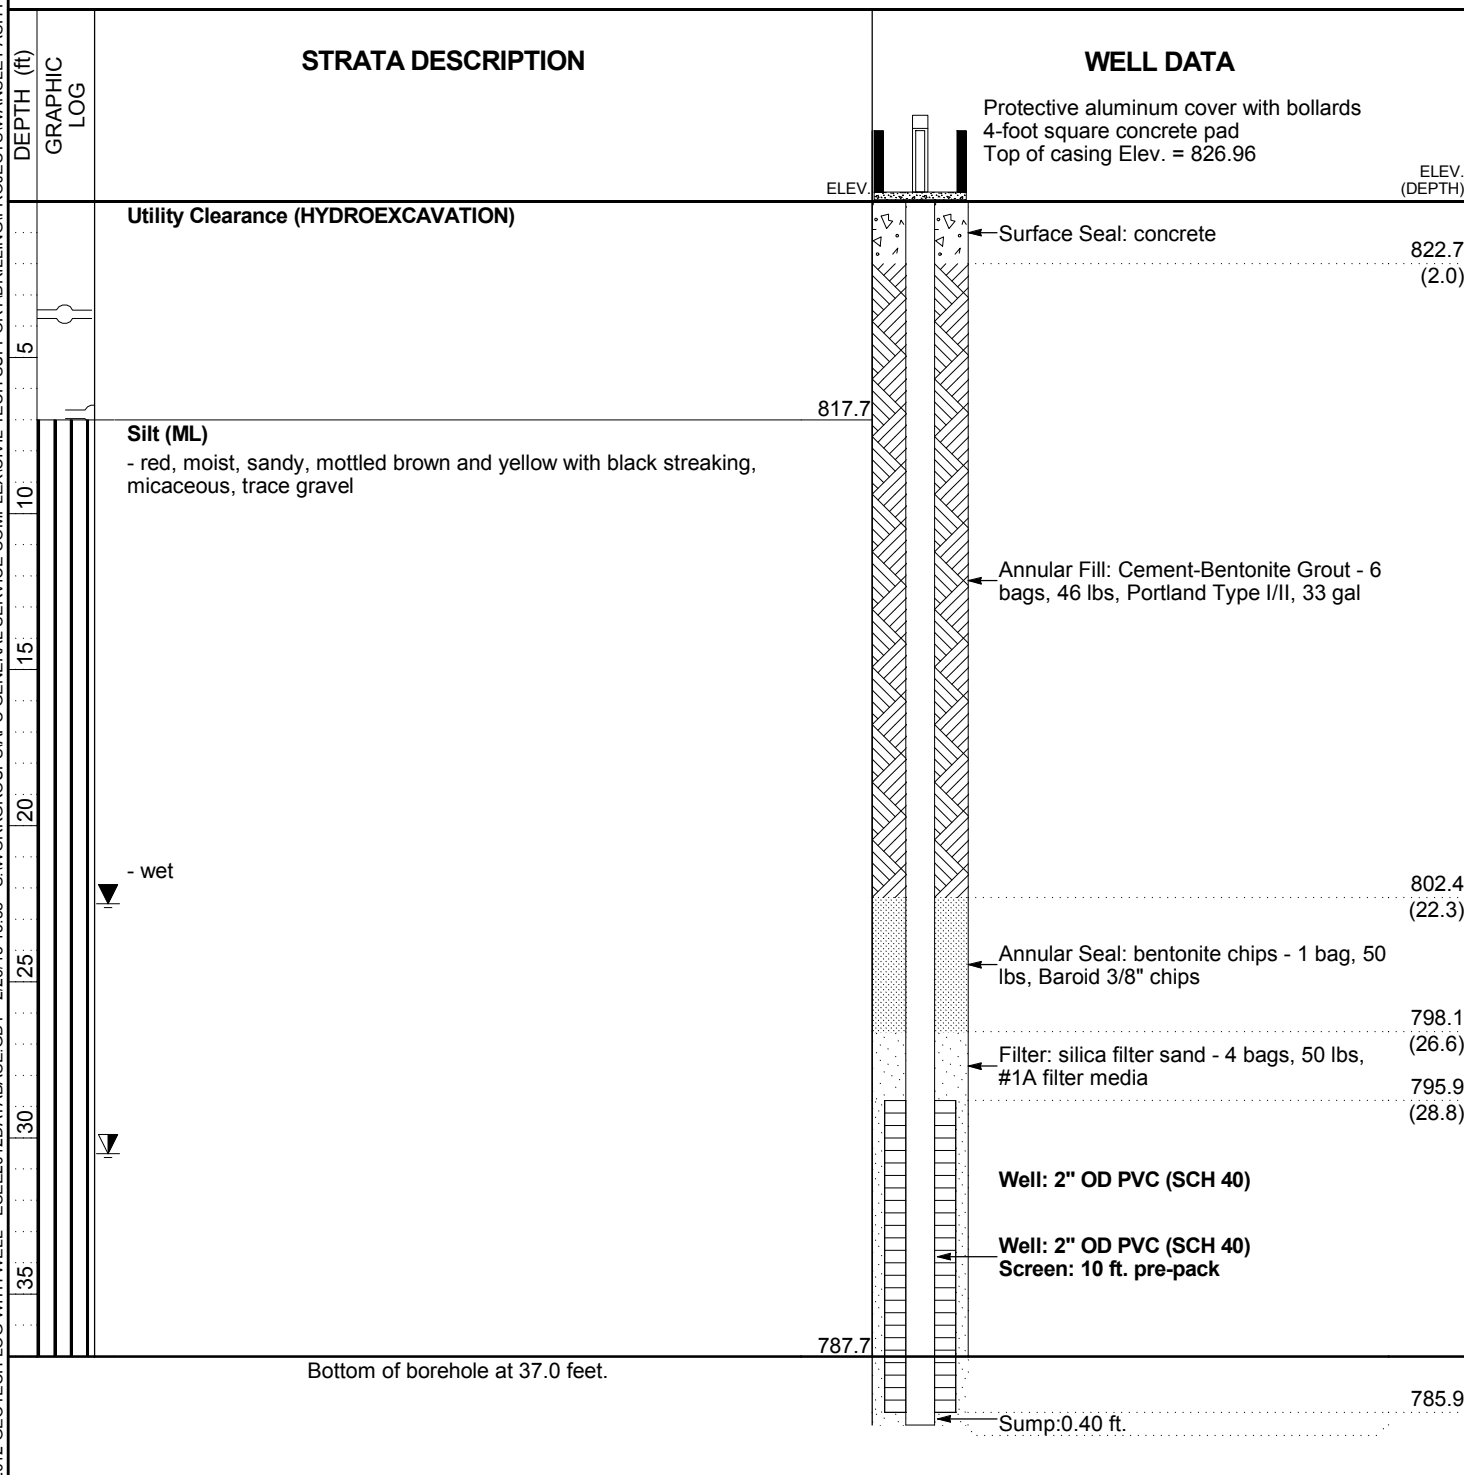 DEPTH (ft)
GRAPHIC
LOG
STRATA DESCRIPTION
ELEV.
WELL DATA
Protective aluminum cover with bollards
4-foot square concrete pad
Top of casing Elev. = 826.96
ELEV.
(DEPTH)
Utility Clearance (HYDROEXCAVATION)
Surface Seal: concrete
822.7
(2.0)
5
817.7
Silt (ML)
- red, moist, sandy, mottled brown and yellow with black streaking,
micaceous, trace gravel
10
Annular Fill: Cement-Bentonite Grout - 6
bags, 46 lbs, Portland Type I/II, 33 gal
15
20
- wet
802.4
(22.3)
25
Annular Seal: bentonite chips - 1 bag, 50
lbs, Baroid 3/8" chips
798.1
(26.6)
Filter: silica filter sand - 4 bags, 50 lbs,
#1A filter media
795.9
(28.8)
30
Well: 2" OD PVC (SCH 40)
Well: 2" OD PVC (SCH 40)
Screen: 10 ft. pre-pack
35
787.7
Bottom of borehole at 37.0 feet.
785.9
Sump:0.40 ft.